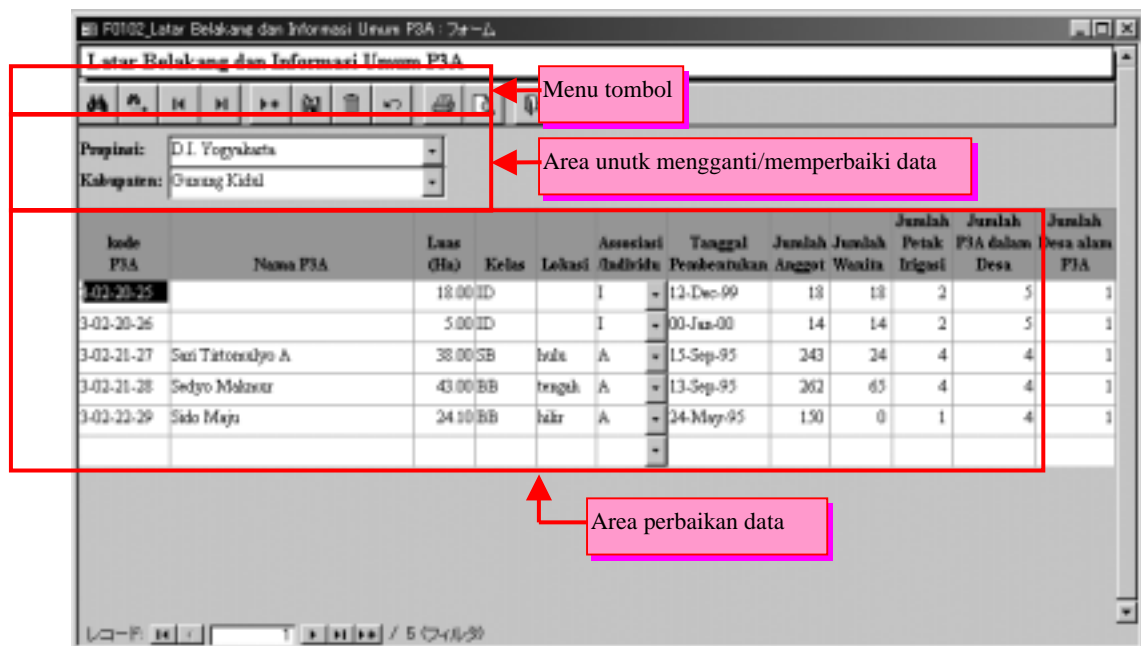 F0102_Latar Belakang dan Informasi Umum P3A : フォーム
Latar Belakang dan Informasi Umum P3A
Menu tombol
Propinsi: D.I. Yogyakarta
Kabupaten: Gunung Kidul
Area unutk mengganti/memperbaiki data
kode P3A Nama P3A Luas (Ha) Kelas Lokasi Assosiasi /Individu Tanggal Pembentukan Jumlah Anggot Jumlah Wanita Jumlah Petak Irigasi Jumlah P3A dalam Desa Jumlah Desa alam P3A
3-02-20-25 18.00 ID I 12-Dec-99 18 18 2 5 1
3-02-20-26 5.00 ID I 00-Jan-00 14 14 2 5 1
3-02-21-27 Sari Tirtomulyo A 38.00 SB hulu A 15-Sep-95 243 24 4 4 1
3-02-21-28 Sedyo Makmur 43.00 BB tengah A 13-Sep-95 262 65 4 4 1
3-02-22-29 Sido Maju 24.10 BB hilir A 24-May-95 150 0 1 4 1
Area perbaikan data
レコード: 1 / 5 (フィルタ)